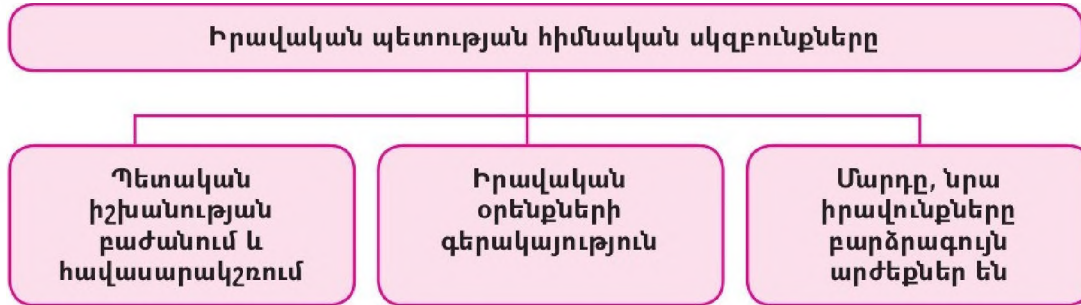 Իրավական պետության հիմնական սկզբունքները
Պետական
իշխանության
բաժանում և
հավասարակշռում
Իրավական
օրենքների
գերակայություն
Մարդը, նրա
իրավունքները
բարձրագույն
արժեքներ են